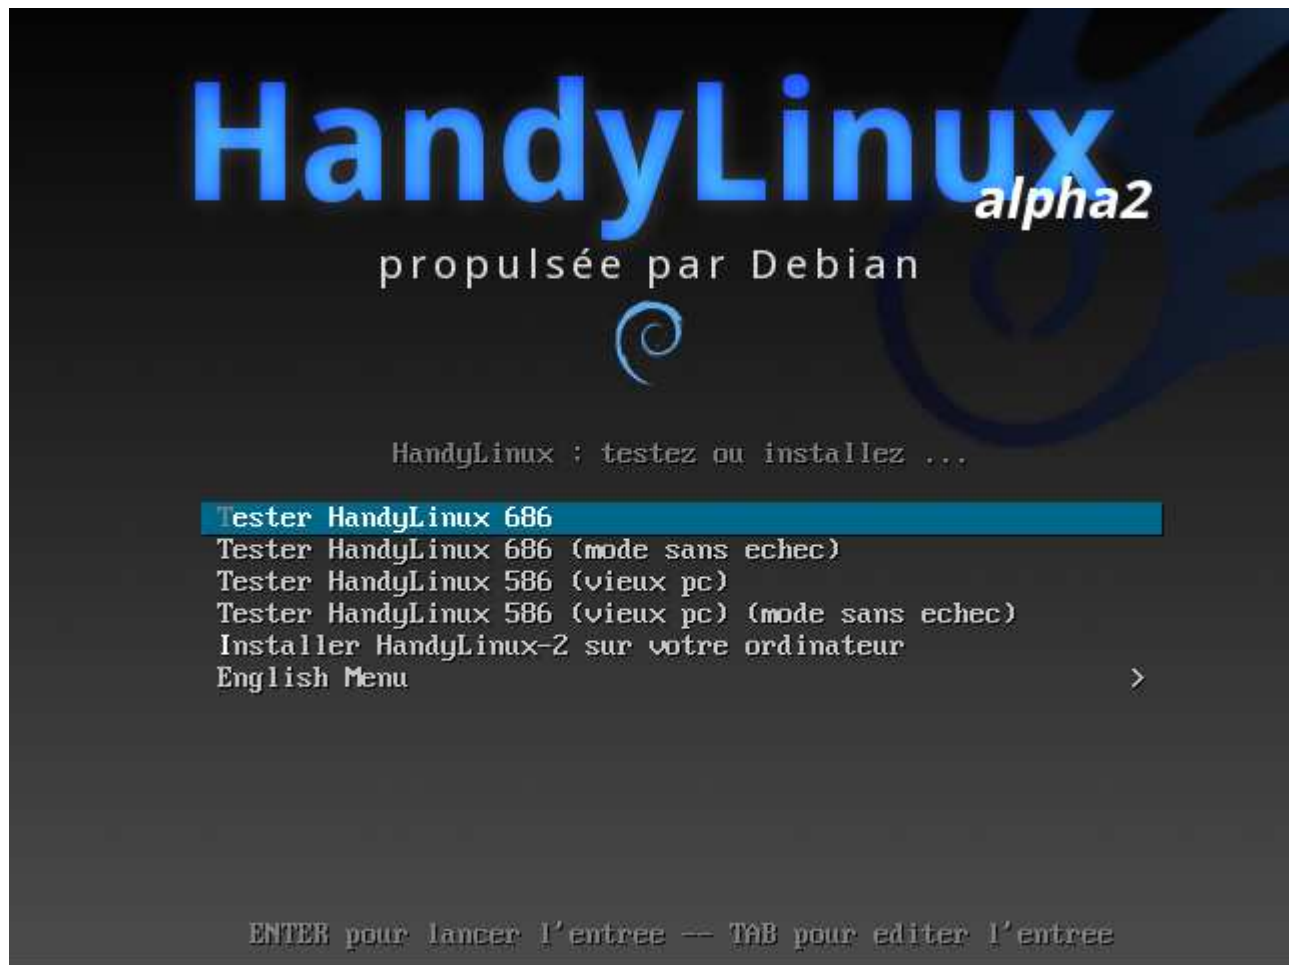 HandyLinux
alpha2
propulsée par Debian
HandyLinux : testez ou installez ...
Tester HandyLinux 686
Tester HandyLinux 686 (mode sans echec)
Tester HandyLinux 586 (vieux pc)
Tester HandyLinux 586 (vieux pc) (mode sans echec)
Installer HandyLinux-2 sur votre ordinateur
English Menu >
ENTER pour lancer l'entree -- TAB pour editer l'entree